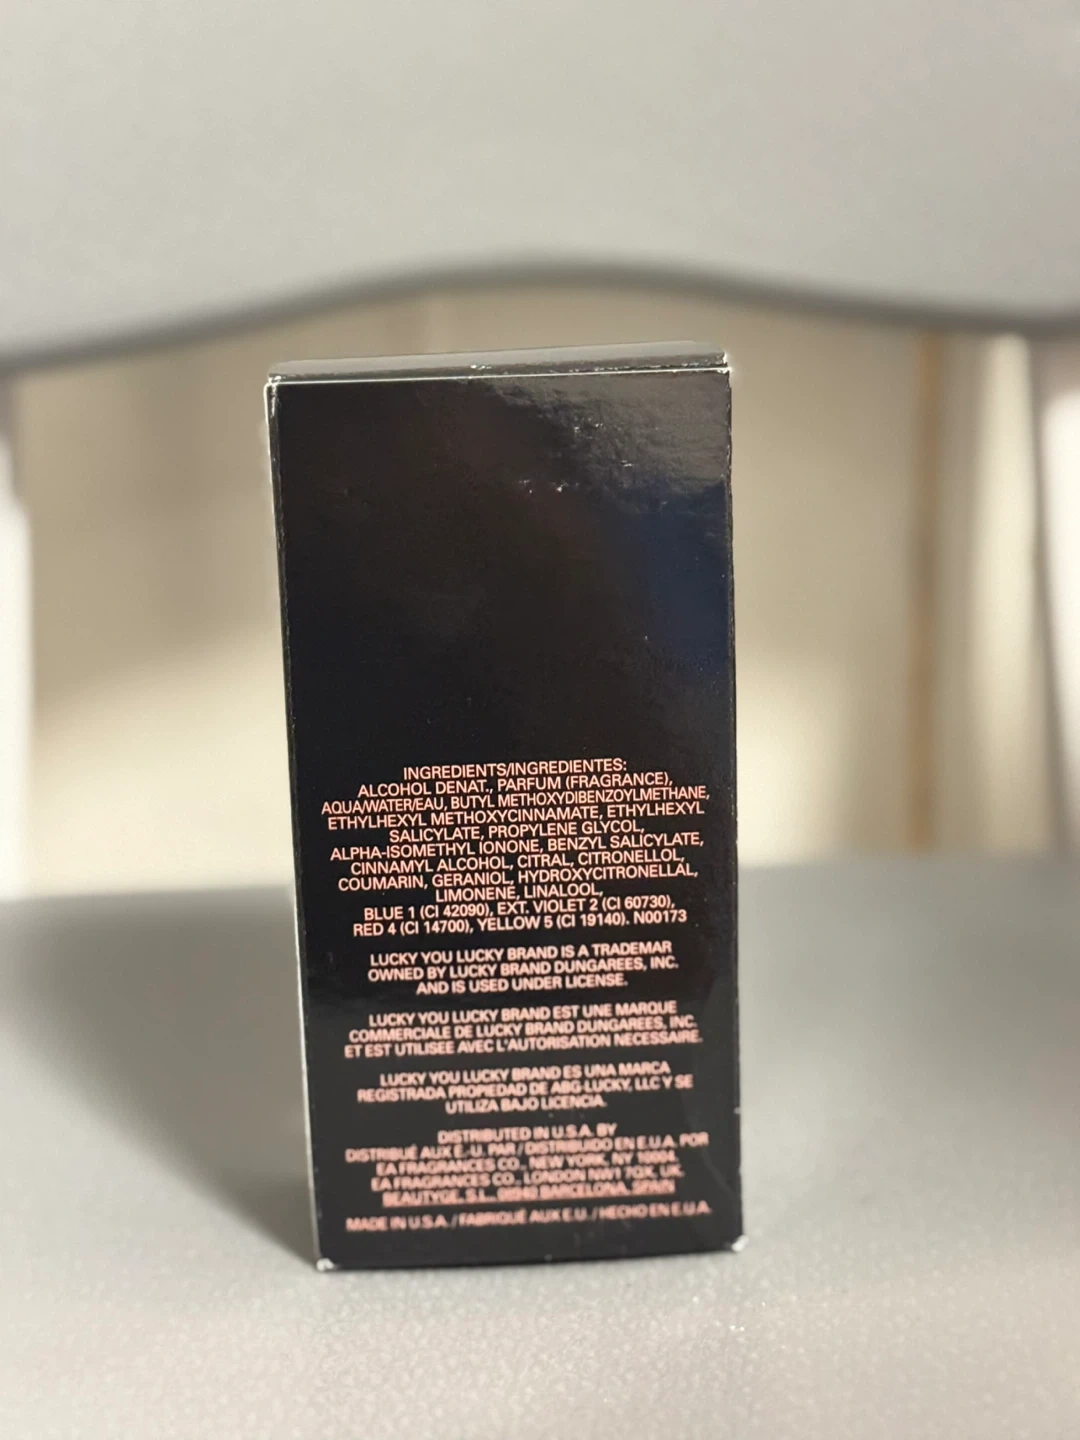 INGREDIENTS/INGREDIENTES:
ALCOHOL DENAT., PARFUM (FRAGRANCE),
AQUA/WATER/EAU, BUTYL METHOXYDIBENZOYLMETHANE,
ETHYLHEXYL METHOXYCINNAMATE, ETHYLHEXYL
SALICYLATE, PROPYLENE GLYCOL,
ALPHA-ISOMETHYL IONONE, BENZYL SALICYLATE,
CINNAMYL ALCOHOL, CITRAL, CITRONELLOL,
COUMARIN, GERANIOL, HYDROXYCITRONELLAL,
LIMONENE, LINALOOL,
BLUE 1 (CI 42090), EXT. VIOLET 2 (CI 60730),
RED 4 (CI 14700), YELLOW 5 (CI 19140). N00173
LUCKY YOU LUCKY BRAND IS A TRADEMAR
OWNED BY LUCKY BRAND DUNGAREES, INC.
AND IS USED UNDER LICENSE.
LUCKY YOU LUCKY BRAND EST UNE MARQUE
COMMERCIALE DE LUCKY BRAND DUNGAREES, INC.
ET EST UTILISEE AVEC L'AUTORISATION NECESSAIRE.
LUCKY YOU LUCKY BRAND ES UNA MARCA
REGISTRADA PROPIEDAD DE ABG-LUCKY, LLC Y SE
UTILIZA BAJO LICENCIA.
DISTRIBUTED IN U.S.A. BY
DISTRIBUÉ AUX É.-U. PAR / DISTRIBUIDO EN E.U.A. POR
EA FRAGRANCES CO., NEW YORK, NY 10004.
EA FRAGRANCES CO., LONDON NW1 7QX, UK.
BEAUTYGE, S.L., 08940 BARCELONA, SPAIN
MADE IN U.S.A. / FABRIQUÉ AUX E.U. / HECHO EN E.U.A.